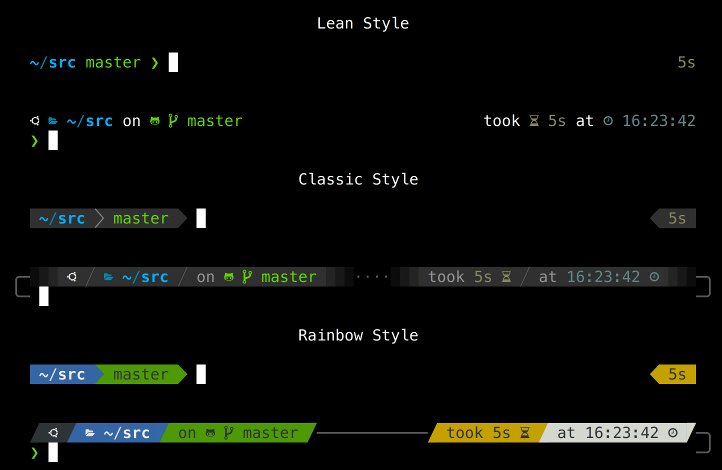 Lean Style
~/src master ❯ 5s
~/src on master took 5s at 16:23:42
❯
Classic Style
~/src master 5s
~/src on master ···· took 5s at 16:23:42
Rainbow Style
~/src master 5s
~/src on master took 5s at 16:23:42
❯